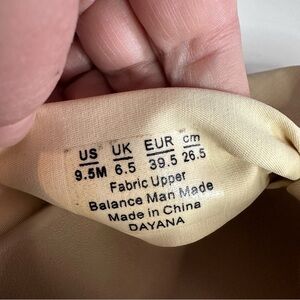 US UK EUR cm
9.5M 6.5 39.5 26.5
Fabric Upper
Balance Man Made
Made in China
DAYANA